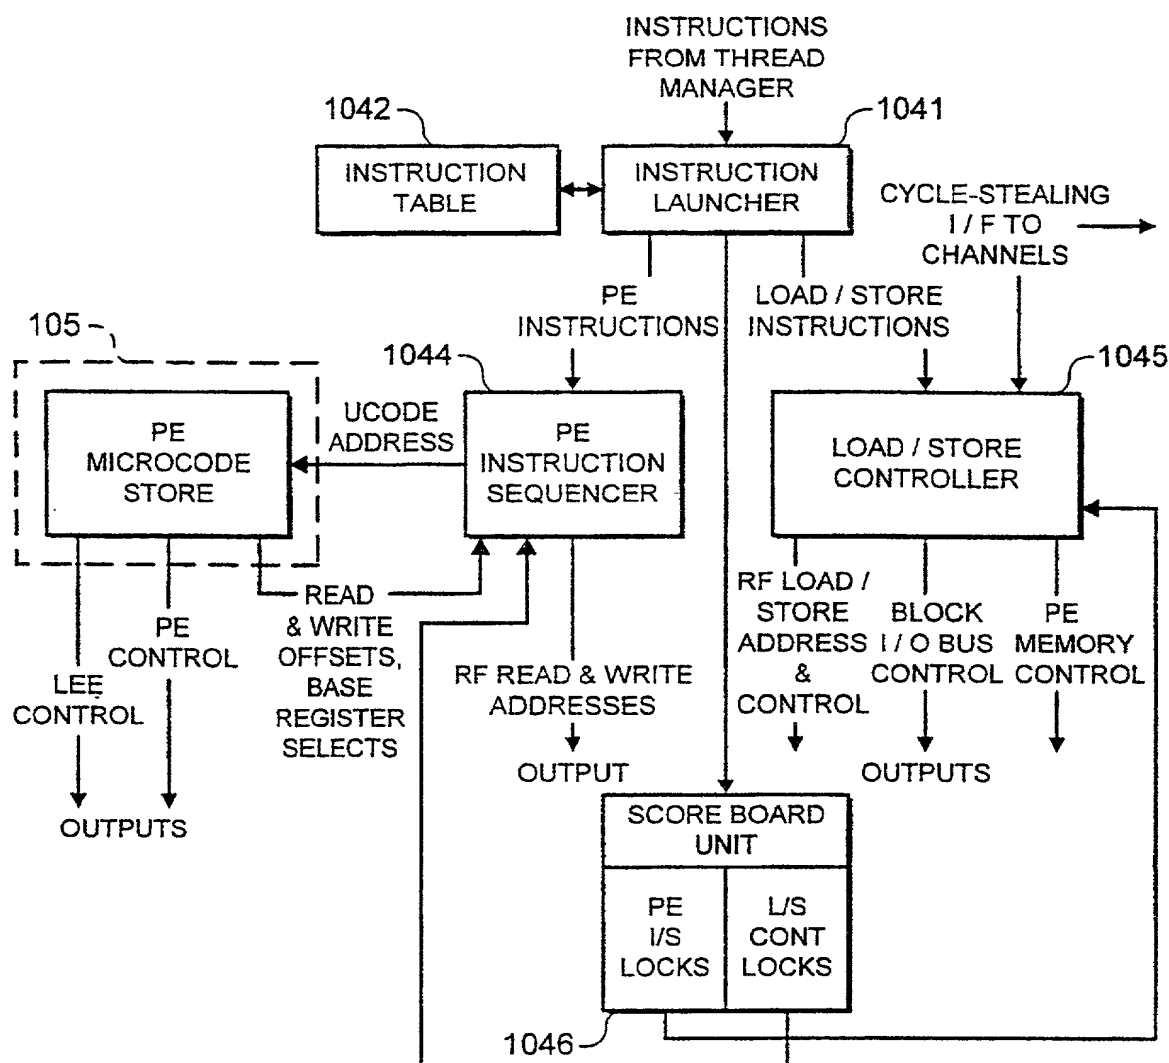 INSTRUCTIONS
FROM THREAD
MANAGER
1042
1041
INSTRUCTION
TABLE
INSTRUCTION
LAUNCHER
CYCLE-STEALING
I / F TO
CHANNELS
PE
INSTRUCTIONS
LOAD / STORE
INSTRUCTIONS
105
1044
1045
PE
MICROCODE
STORE
UCODE
ADDRESS
PE
INSTRUCTION
SEQUENCER
LOAD / STORE
CONTROLLER
LEE
CONTROL
PE
CONTROL
READ
& WRITE
OFFSETS,
BASE
REGISTER
SELECTS
RF READ & WRITE
ADDRESSES
RF LOAD /
STORE
ADDRESS
&
CONTROL
BLOCK
I / O BUS
CONTROL
PE
MEMORY
CONTROL
OUTPUTS
OUTPUT
OUTPUTS
SCORE BOARD
UNIT
PE
I/S
LOCKS
L/S
CONT
LOCKS
1046